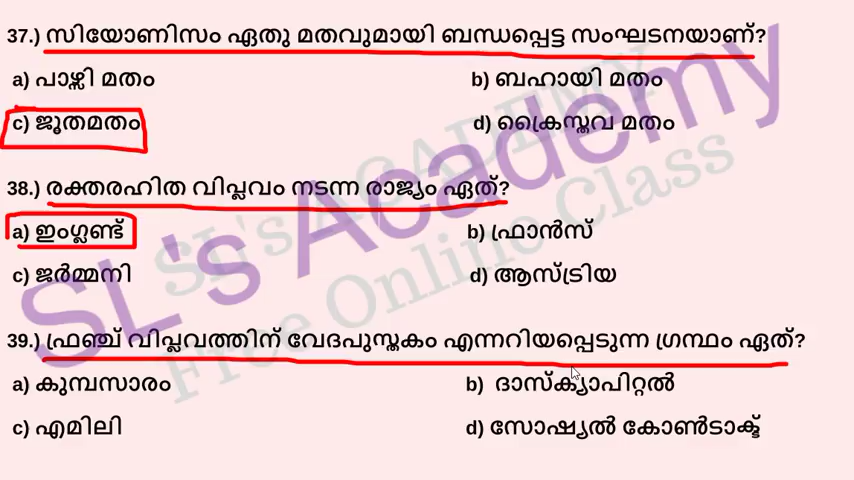 37.) സിയോണിസം ഏതു മതവുമായി ബന്ധപ്പെട്ട സംഘടനയാണ്?
a) പാഴ്സി മതം b) ബഹായി മതം
c) ജൂതമതം d) ക്രൈസ്തവ മതം
38.) രക്തരഹിത വിപ്ലവം നടന്ന രാജ്യം ഏത്?
a) ഇംഗ്ലണ്ട് b) ഫ്രാൻസ്
c) ജർമ്മനി d) ആസ്ട്രിയ
39.) ഫ്രഞ്ച് വിപ്ലവത്തിന് വേദപുസ്തകം എന്നറിയപ്പെടുന്ന ഗ്രന്ഥം ഏത്?
a) കുമ്പസാരം b) ദാസ്ക്യാപിറ്റൽ
c) എമിലി d) സോഷ്യൽ കോൺടാക്ട്
SL's Academy
SL's ACADEMY
Free Online Class